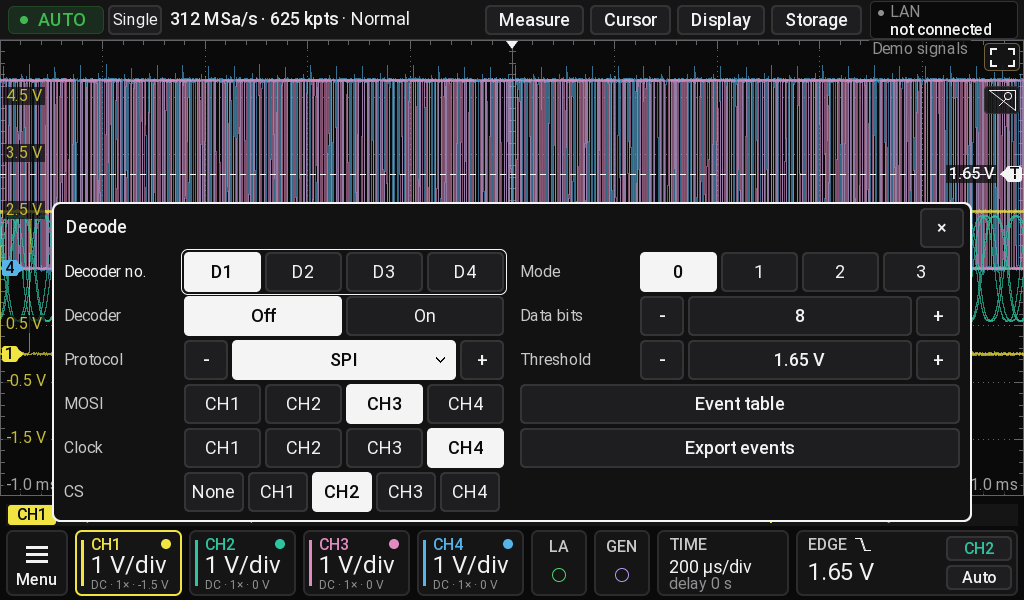 AUTO Single 312 MSa/s · 625 kpts · Normal Measure Cursor Display Storage LAN
not connected
Demo signals
4.5 V
3.5 V
1.65 V T
2.5 V
Decode ×
4
Decoder no. D1 D2 D3 D4 Mode 0 1 2 3
0.5 V
Decoder Off On Data bits - 8 +
1
Protocol - SPI + Threshold - 1.65 V +
-0.5 V
MOSI CH1 CH2 CH3 CH4 Event table
-1.5 V
Clock CH1 CH2 CH3 CH4 Export events
-1.0 ms 1.0 ms
CS None CH1 CH2 CH3 CH4
CH1
Menu
CH1
1 V/div
DC · 1× · -1.5 V
CH2
1 V/div
DC · 1× · 0 V
CH3
1 V/div
DC · 1× · 0 V
CH4
1 V/div
DC · 1× · 0 V
LA
GEN
TIME
200 µs/div
delay 0 s
EDGE
1.65 V
CH2
Auto